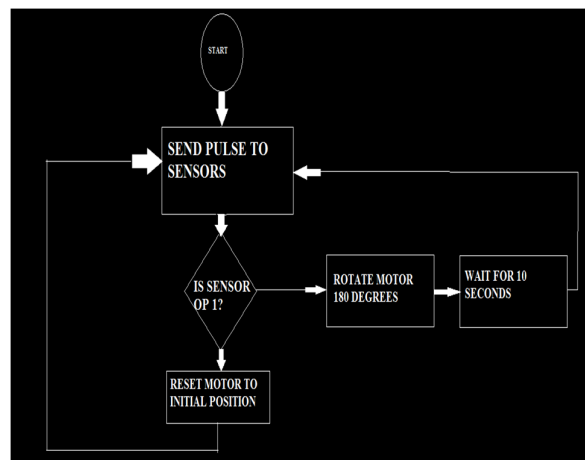 START
SEND PULSE TO
SENSORS
IS SENSOR
OP 1?
ROTATE MOTOR
180 DEGREES
WAIT FOR 10
SECONDS
RESET MOTOR TO
INITIAL POSITION